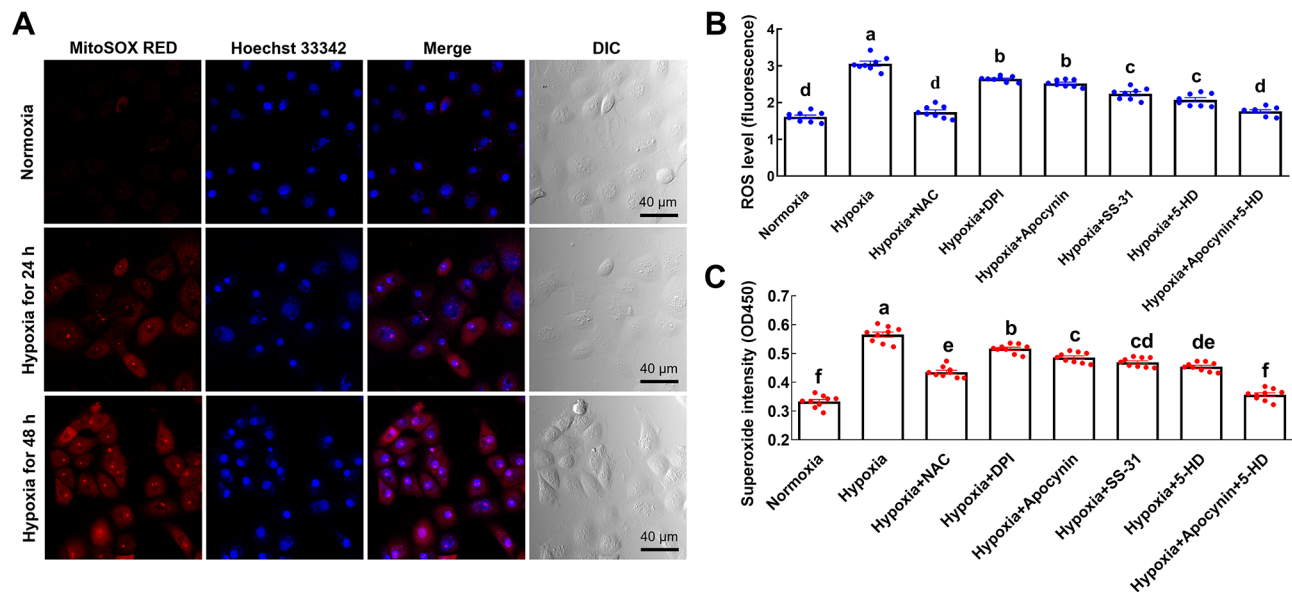 A
MitoSOX RED
Hoechst 33342
Merge
DIC
Normoxia
40 µm
Hypoxia for 24 h
40 µm
Hypoxia for 48 h
40 µm
B
ROS level (fluorescence)
4
3
2
1
0
d
a
d
b
b
c
c
d
Normoxia
Hypoxia
Hypoxia+NAC
Hypoxia+DPI
Hypoxia+Apocynin
Hypoxia+SS-31
Hypoxia+5-HD
Hypoxia+Apocynin+5-HD
C
Superoxide intensity (OD450)
0.7
0.6
0.5
0.4
0.3
0.2
f
a
e
b
c
cd
de
f
Normoxia
Hypoxia
Hypoxia+NAC
Hypoxia+DPI
Hypoxia+Apocynin
Hypoxia+SS-31
Hypoxia+5-HD
Hypoxia+Apocynin+5-HD